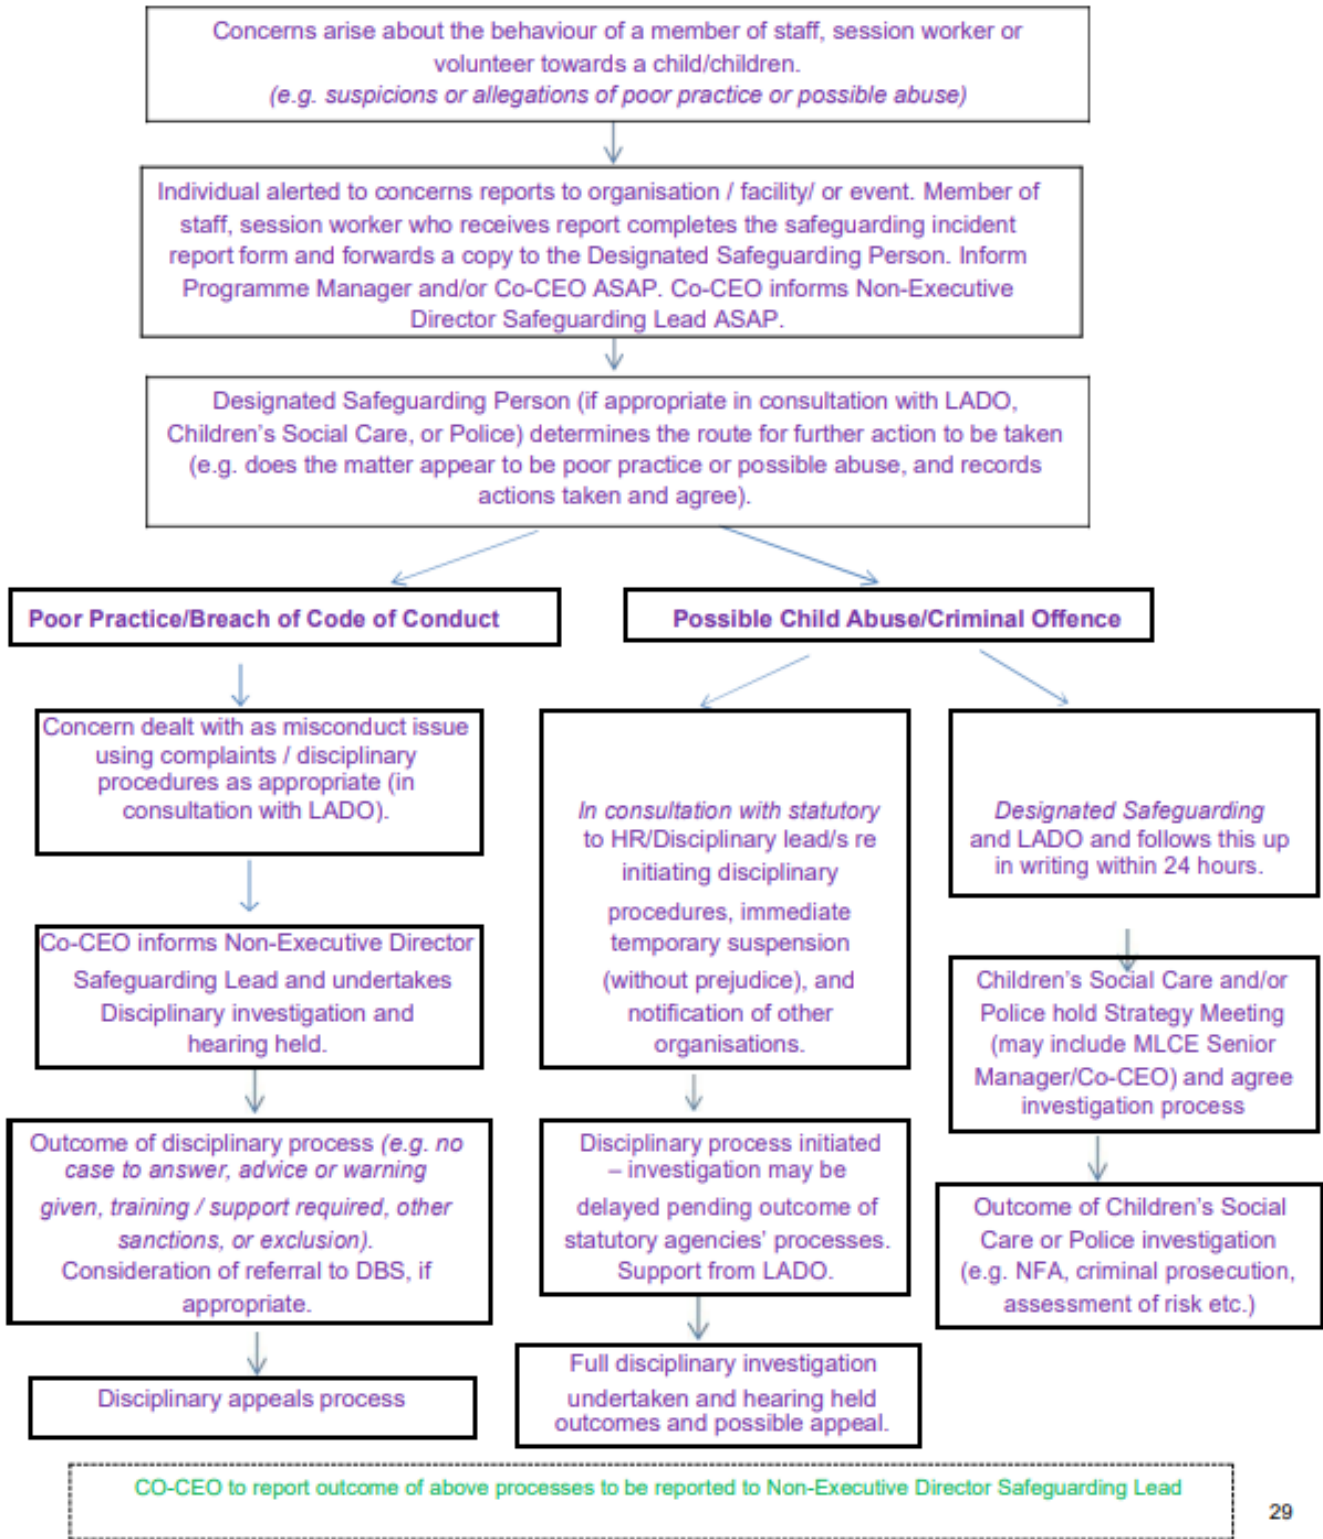 Concerns arise about the behaviour of a member of staff, session worker or
volunteer towards a child/children.
(e.g. suspicions or allegations of poor practice or possible abuse)
Individual alerted to concerns reports to organisation / facility/ or event. Member of
staff, session worker who receives report completes the safeguarding incident
report form and forwards a copy to the Designated Safeguarding Person. Inform
Programme Manager and/or Co-CEO ASAP. Co-CEO informs Non-Executive
Director Safeguarding Lead ASAP.
Designated Safeguarding Person (if appropriate in consultation with LADO,
Children's Social Care, or Police) determines the route for further action to be taken
(e.g. does the matter appear to be poor practice or possible abuse, and records
actions taken and agree).
Poor Practice/Breach of Code of Conduct
Possible Child Abuse/Criminal Offence
Concern dealt with as misconduct issue
using complaints / disciplinary
procedures as appropriate (in
consultation with LADO).
Co-CEO informs Non-Executive Director
Safeguarding Lead and undertakes
Disciplinary investigation and
hearing held.
Outcome of disciplinary process (e.g. no
case to answer, advice or warning
given, training / support required, other
sanctions, or exclusion).
Consideration of referral to DBS, if
appropriate.
Disciplinary appeals process
In consultation with statutory
to HR/Disciplinary lead/s re
initiating disciplinary
procedures, immediate
temporary suspension
(without prejudice), and
notification of other
organisations.
Disciplinary process initiated
– investigation may be
delayed pending outcome of
statutory agencies' processes.
Support from LADO.
Full disciplinary investigation
undertaken and hearing held
outcomes and possible appeal.
Designated Safeguarding
and LADO and follows this up
in writing within 24 hours.
Children's Social Care and/or
Police hold Strategy Meeting
(may include MLCE Senior
Manager/Co-CEO) and agree
investigation process
Outcome of Children's Social
Care or Police investigation
(e.g. NFA, criminal prosecution,
assessment of risk etc.)
CO-CEO to report outcome of above processes to be reported to Non-Executive Director Safeguarding Lead
29